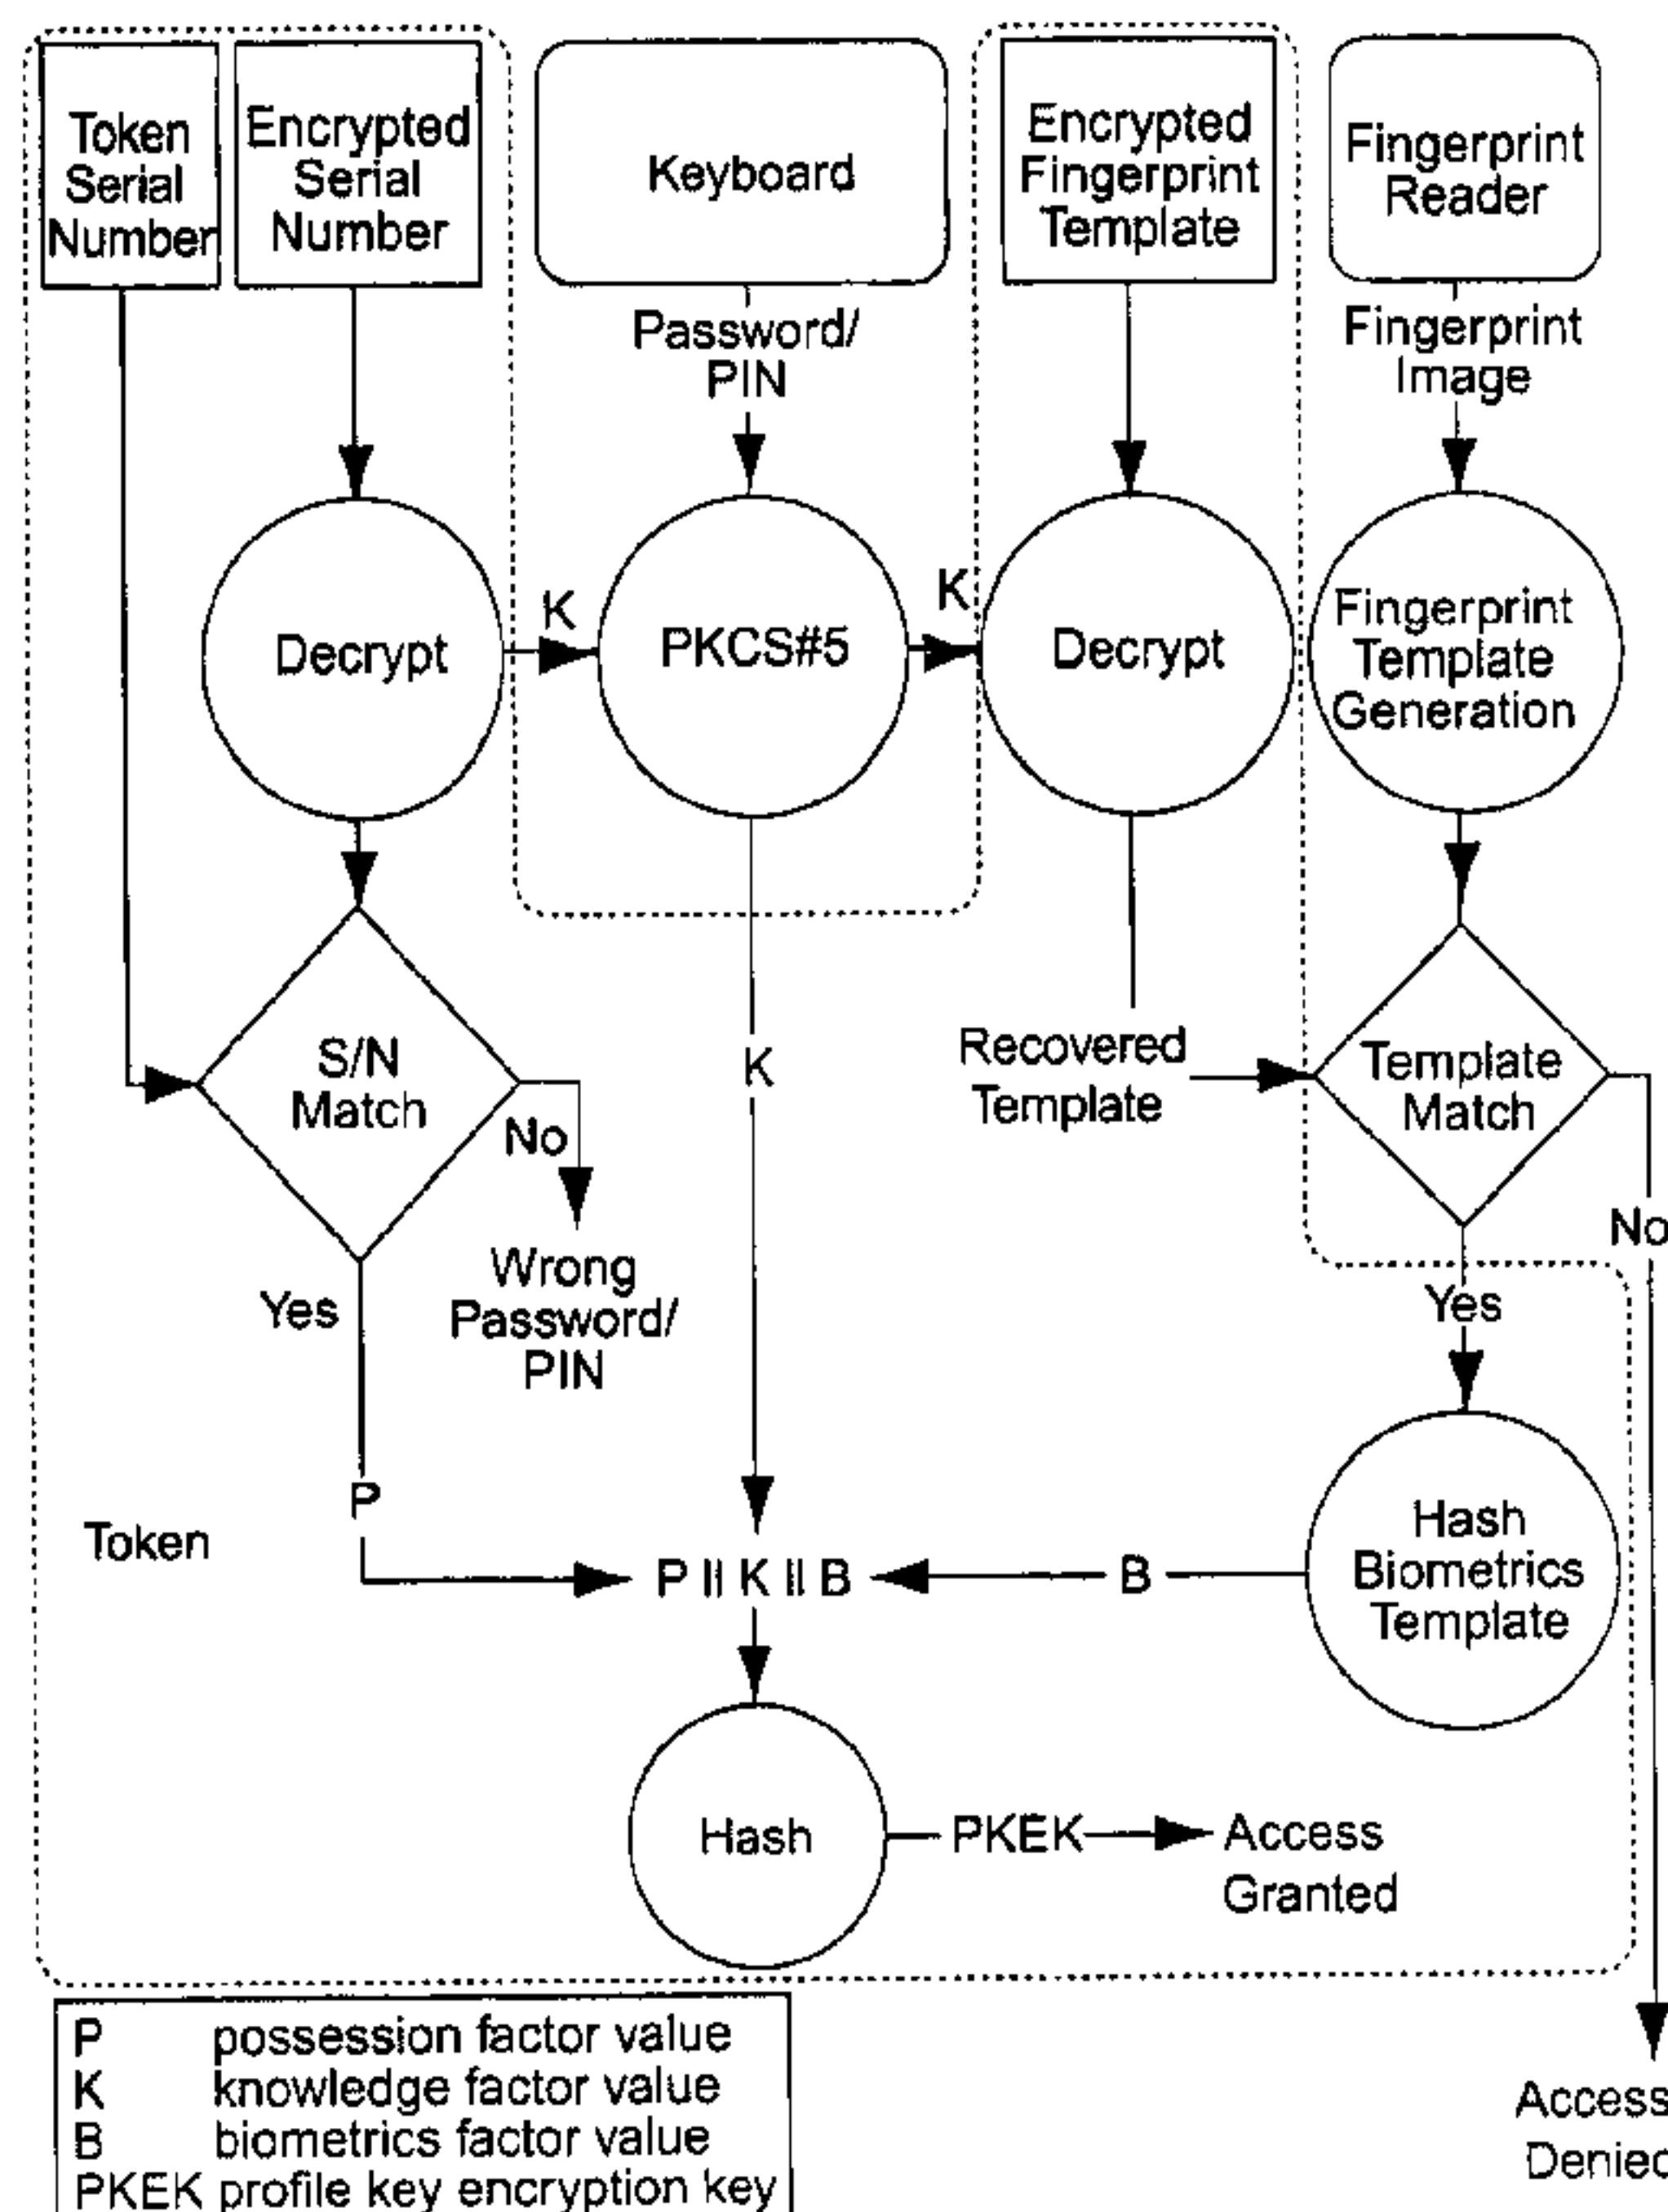 Token
Serial
Number
Encrypted
Serial
Number
Keyboard
Encrypted
Fingerprint
Template
Fingerprint
Reader
Password/
PIN
Fingerprint
Image
Decrypt
K
PKCS#5
K
Decrypt
Fingerprint
Template
Generation
S/N
Match
No
Wrong
Password/
PIN
Yes
P
K
Recovered
Template
Template
Match
No
Yes
Token
P || K || B
B
Hash
Biometrics
Template
Hash
PKEK
Access
Granted
P possession factor value
K knowledge factor value
B biometrics factor value
PKEK profile key encryption key
Access
Denied